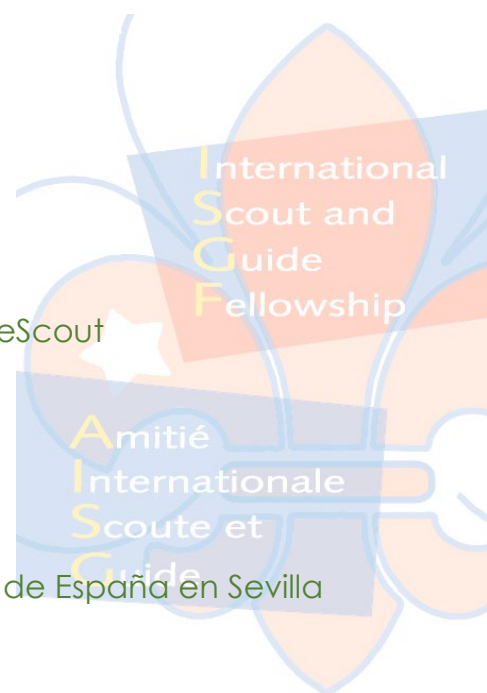 International
Scout and
Guide
Fellowship
eScout
Amitié
Internationale
Scoute et
Guide
de España en Sevilla